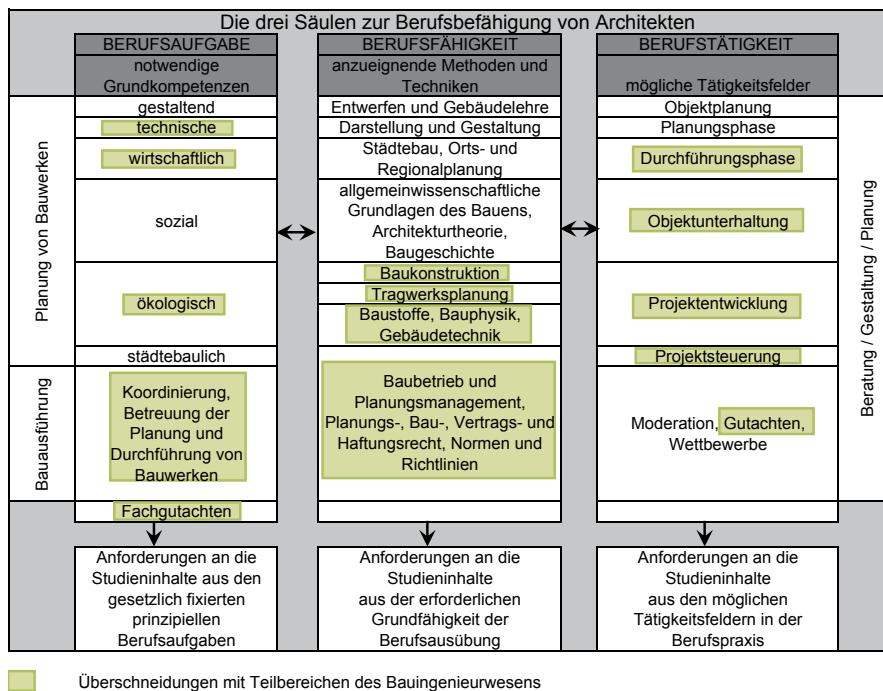 Die drei Säulen zur Berufsbefähigung von Architekten
BERUFSAUFGABE
notwendige
Grundkompetenzen
BERUFSFÄHIGKEIT
anzueignende Methoden und
Techniken
BERUFSTÄTIGKEIT
mögliche Tätigkeitsfelder
Planung von Bauwerken
Bauausführung
gestaltend
technische
wirtschaftlich
sozial
ökologisch
städtebaulich
Koordinierung,
Betreuung der
Planung und
Durchführung von
Bauwerken
Fachgutachten
Entwerfen und Gebäudelehre
Darstellung und Gestaltung
Städtebau, Orts- und
Regionalplanung
allgemeinwissenschaftliche
Grundlagen des Bauens,
Architekturtheorie,
Baugeschichte
Baukonstruktion
Tragwerksplanung
Baustoffe, Bauphysik,
Gebäudetechnik
Baubetrieb und
Planungsmanagement,
Planungs-, Bau-, Vertrags- und
Haftungsrecht, Normen und
Richtlinien
Objektplanung
Planungsphase
Durchführungsphase
Objektunterhaltung
Projektentwicklung
Projektsteuerung
Moderation, Gutachten,
Wettbewerbe
Beratung / Gestaltung / Planung
Anforderungen an die
Studieninhalte aus den
gesetzlich fixierten
prinzipiellen
Berufsaufgaben
Anforderungen an die
Studieninhalte
aus der erforderlichen
Grundfähigkeit der
Berufsausübung
Anforderungen an die
Studieninhalte
aus den möglichen
Tätigkeitsfeldern in der
Berufspraxis
Überschneidungen mit Teilbereichen des Bauingenieurwesens